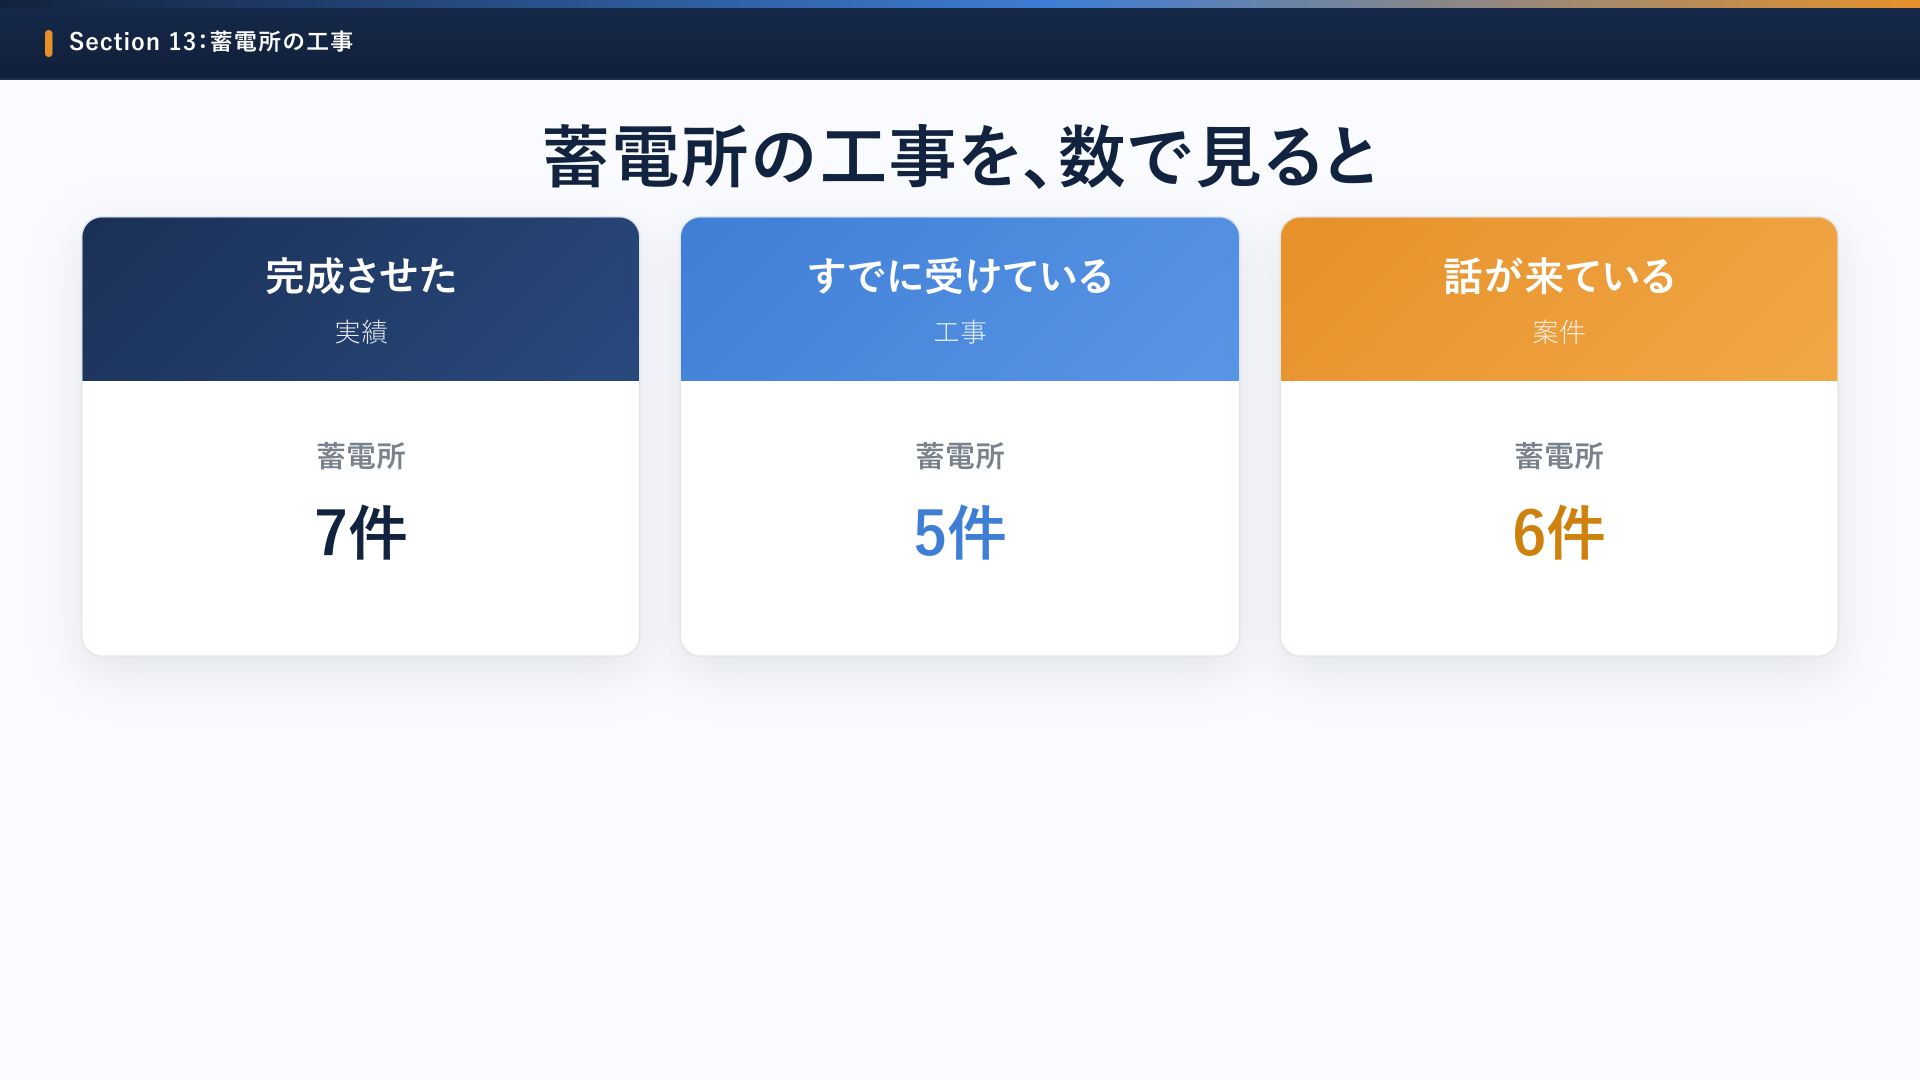 Section 13：蓄電所の工事
蓄電所の工事を、数で見ると
完成させた
実績
蓄電所
7件
すでに受けている
工事
蓄電所
5件
話が来ている
案件
蓄電所
6件